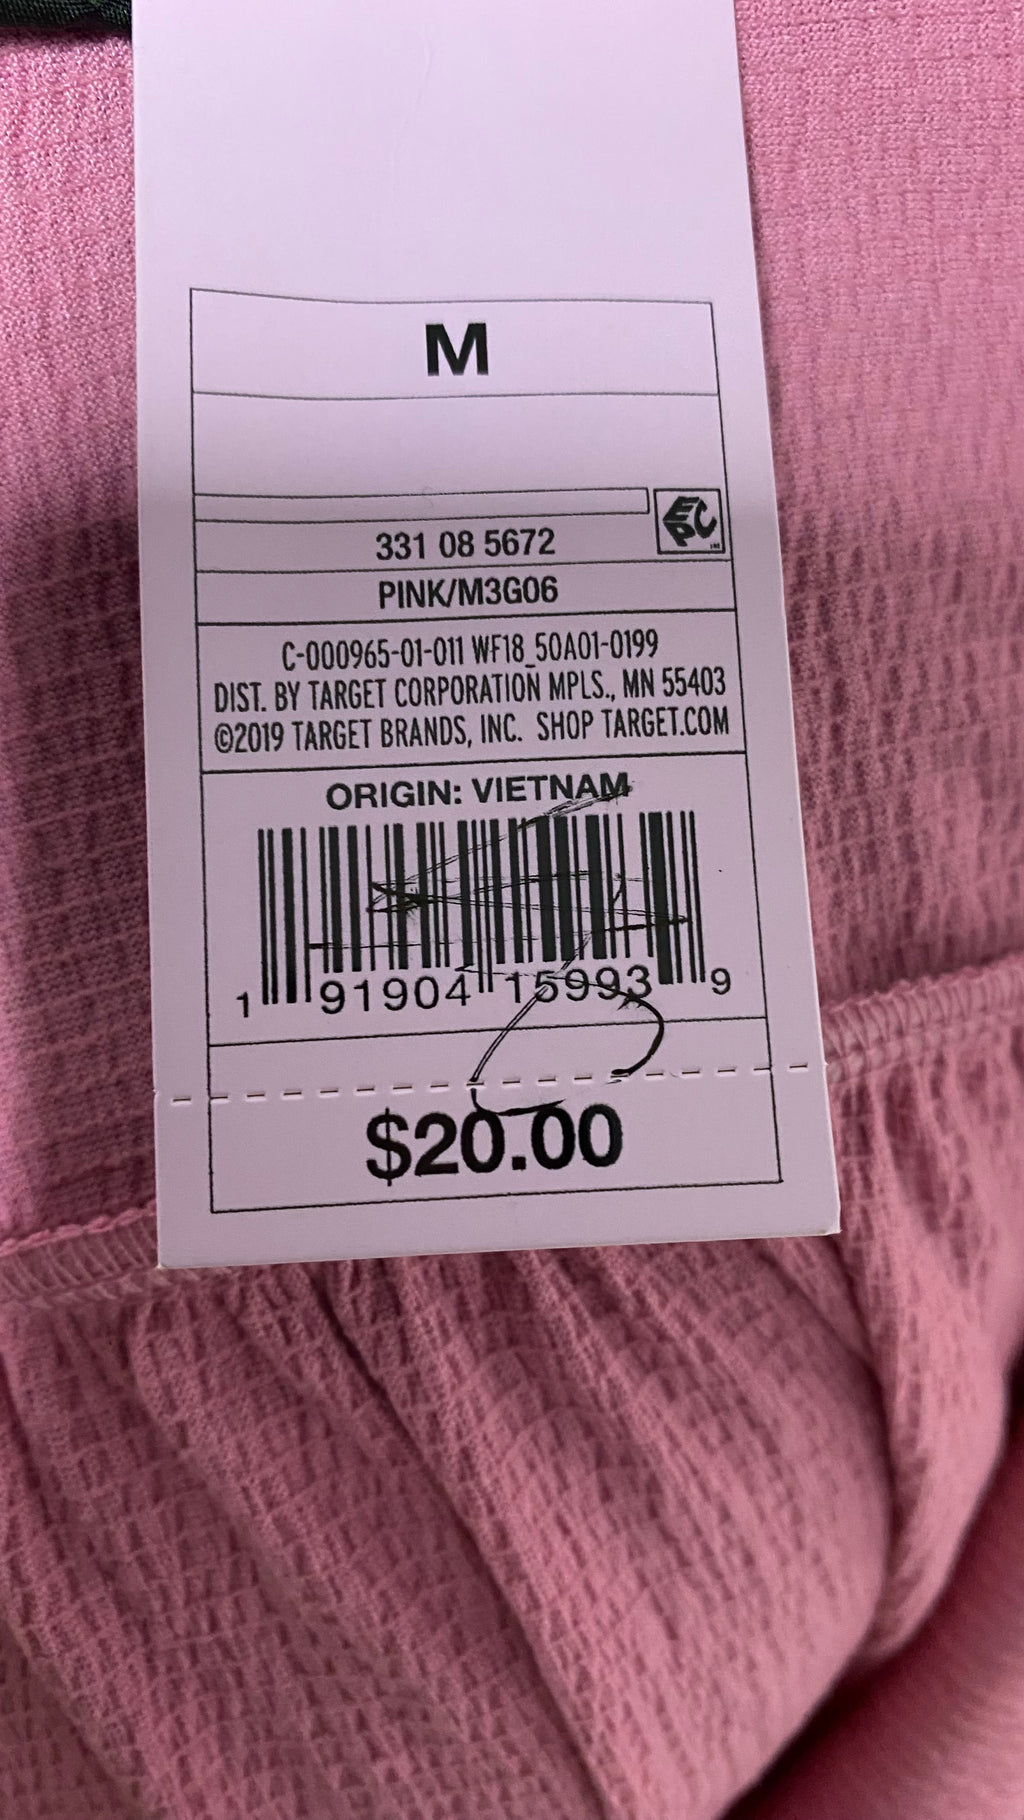 M
EPC
331 08 5672
PINK/M3G06
C-000965-01-011 WF18_50A01-0199
DIST. BY TARGET CORPORATION MPLS., MN 55403
©2019 TARGET BRANDS, INC. SHOP TARGET.COM
ORIGIN: VIETNAM
1 91904 15993 9
$20.00